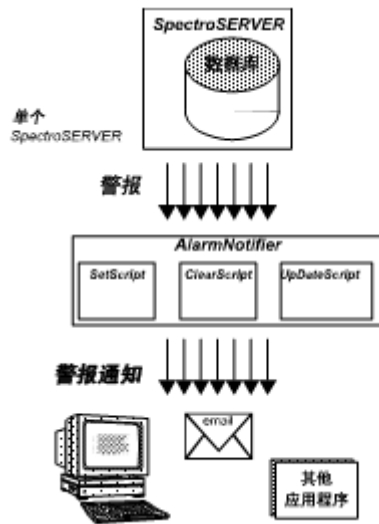 SpectroSERVER
数据库
单个
SpectroSERVER
警报
AlarmNotifier
SetScript ClearScript UpDateScript
警报通知
email
其他
应用程序